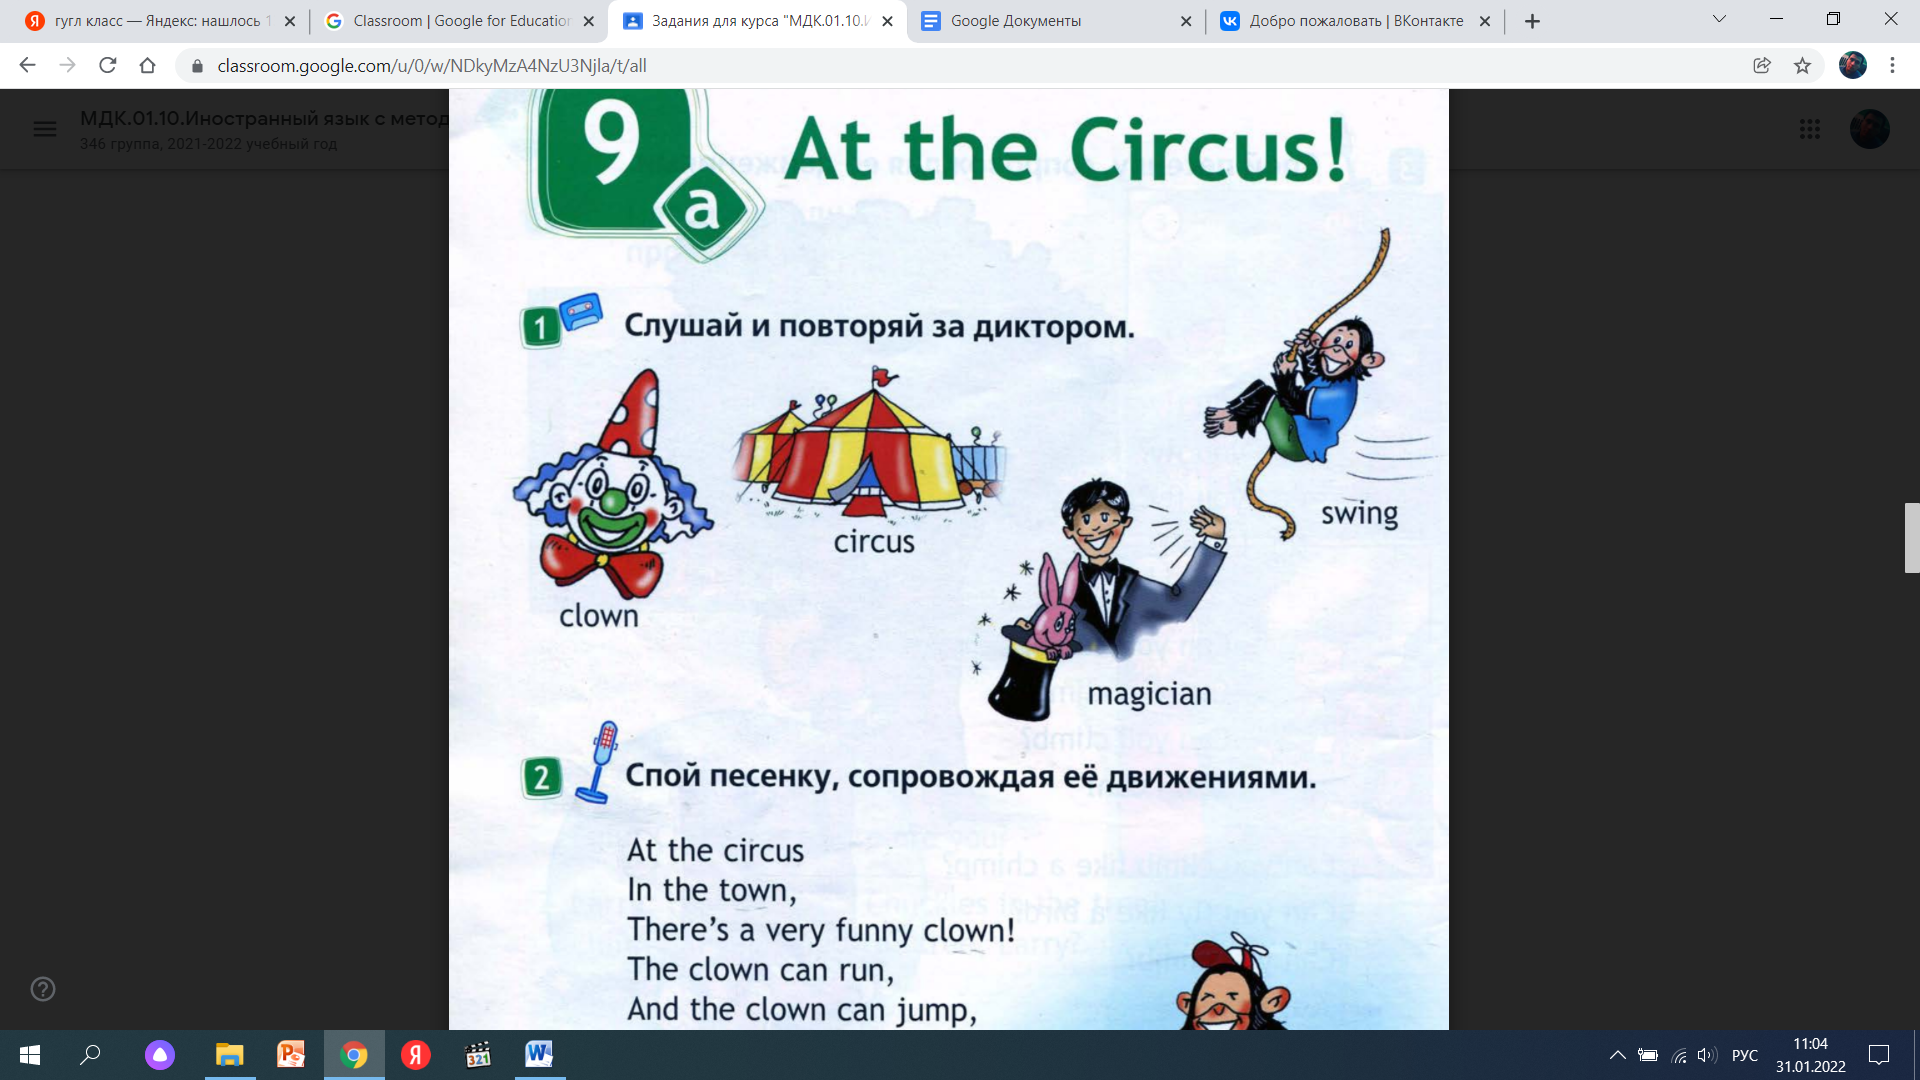 гугл класс — Яндекс: нашлось 1
Classroom | Google for Education
Задания для курса "МДК.01.10.И
Google Документы
Добро пожаловать | ВКонтакте
classroom.google.com/u/0/w/NDkyMzA4NzU3Njla/t/all
МДК.01.10.Иностранный язык с метод
346 группа, 2021-2022 учебный год
9
a
At the Circus!
1
Слушай и повторяй за диктором.
swing
circus
clown
magician
2
Спой песенку, сопровождая её движениями.
At the circus
In the town,
There's a very funny clown!
The clown can run,
And the clown can jump,
321
РУС
11:04
31.01.2022